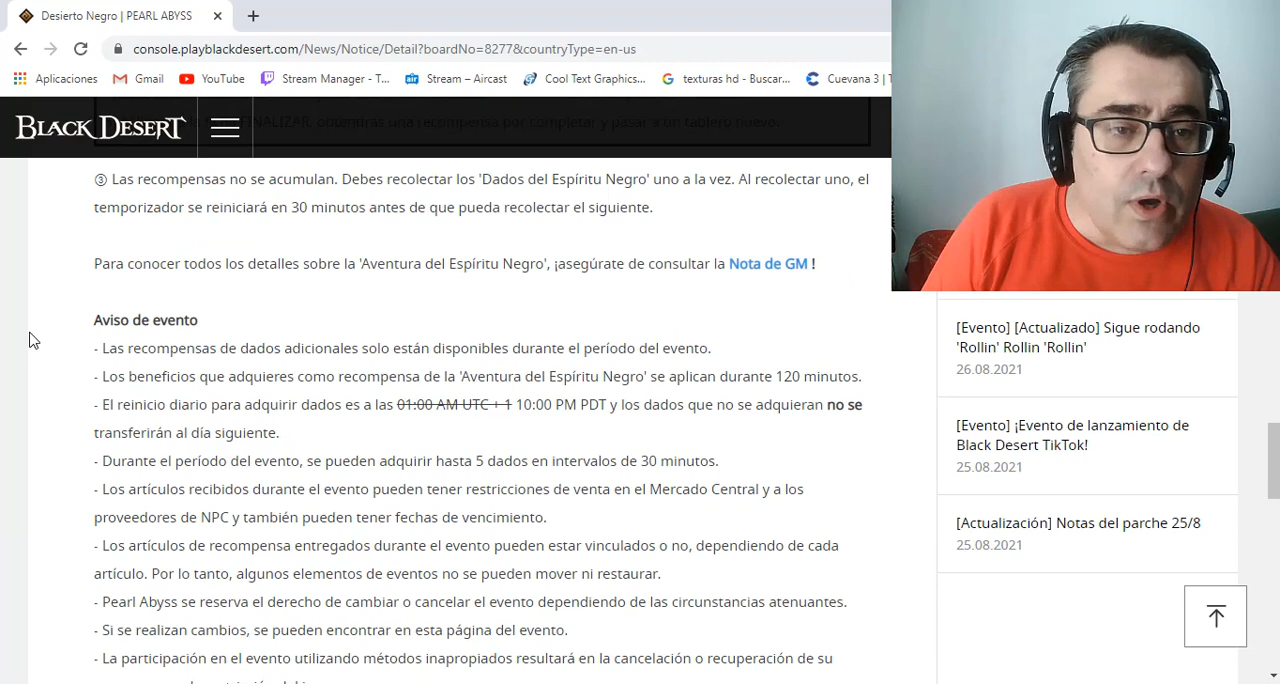 Desierto Negro | PEARL ABYSS
console.playblackdesert.com/News/Notice/Detail?boardNo=8277&countryType=en-us
Aplicaciones Gmail YouTube Stream Manager - T... Stream – Aircast Cool Text Graphics... texturas hd - Buscar... Cuevana 3 | T
BLACK DESERT
FINALIZAR, obtendrás una recompensa por completar y pasar a un tablero nuevo.
③ Las recompensas no se acumulan. Debes recolectar los 'Dados del Espíritu Negro' uno a la vez. Al recolectar uno, el
temporizador se reiniciará en 30 minutos antes de que pueda recolectar el siguiente.
Para conocer todos los detalles sobre la 'Aventura del Espíritu Negro', ¡asegúrate de consultar la Nota de GM !
Aviso de evento
- Las recompensas de dados adicionales solo están disponibles durante el período del evento.
- Los beneficios que adquieres como recompensa de la 'Aventura del Espíritu Negro' se aplican durante 120 minutos.
- El reinicio diario para adquirir dados es a las 01:00 AM UTC + 1 10:00 PM PDT y los dados que no se adquieran no se
transferirán al día siguiente.
- Durante el período del evento, se pueden adquirir hasta 5 dados en intervalos de 30 minutos.
- Los artículos recibidos durante el evento pueden tener restricciones de venta en el Mercado Central y a los
proveedores de NPC y también pueden tener fechas de vencimiento.
- Los artículos de recompensa entregados durante el evento pueden estar vinculados o no, dependiendo de cada
artículo. Por lo tanto, algunos elementos de eventos no se pueden mover ni restaurar.
- Pearl Abyss se reserva el derecho de cambiar o cancelar el evento dependiendo de las circunstancias atenuantes.
- Si se realizan cambios, se pueden encontrar en esta página del evento.
- La participación en el evento utilizando métodos inapropiados resultará en la cancelación o recuperación de su
[Evento] [Actualizado] Sigue rodando
'Rollin' Rollin 'Rollin'
26.08.2021
[Evento] ¡Evento de lanzamiento de
Black Desert TikTok!
25.08.2021
[Actualización] Notas del parche 25/8
25.08.2021